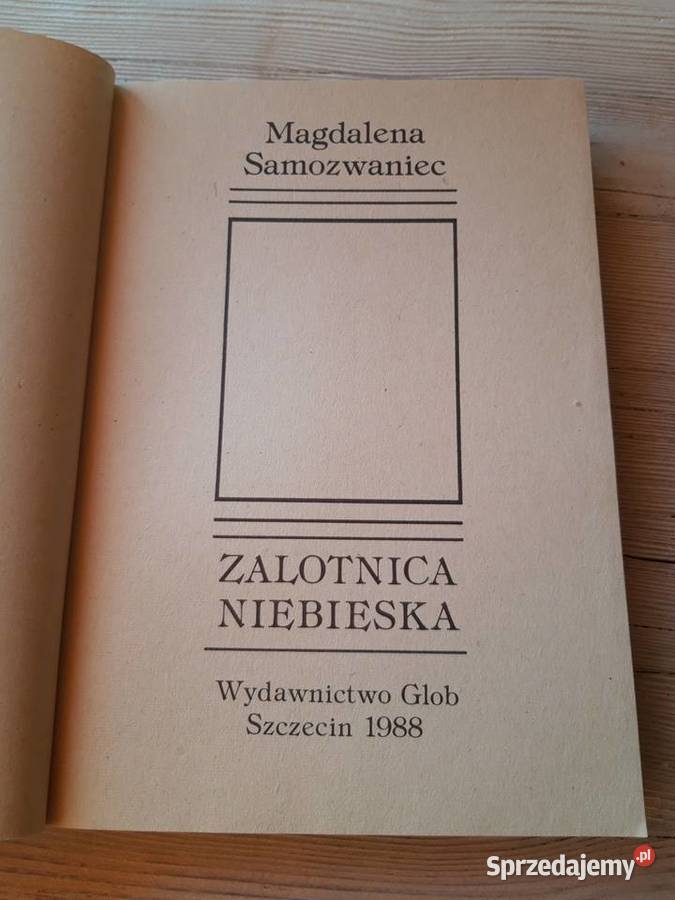 Magdalena
Samozwaniec
ZALOTNICA
NIEBIESKA
Wydawnictwo Glob
Szczecin 1988
Sprzedajemy.pl